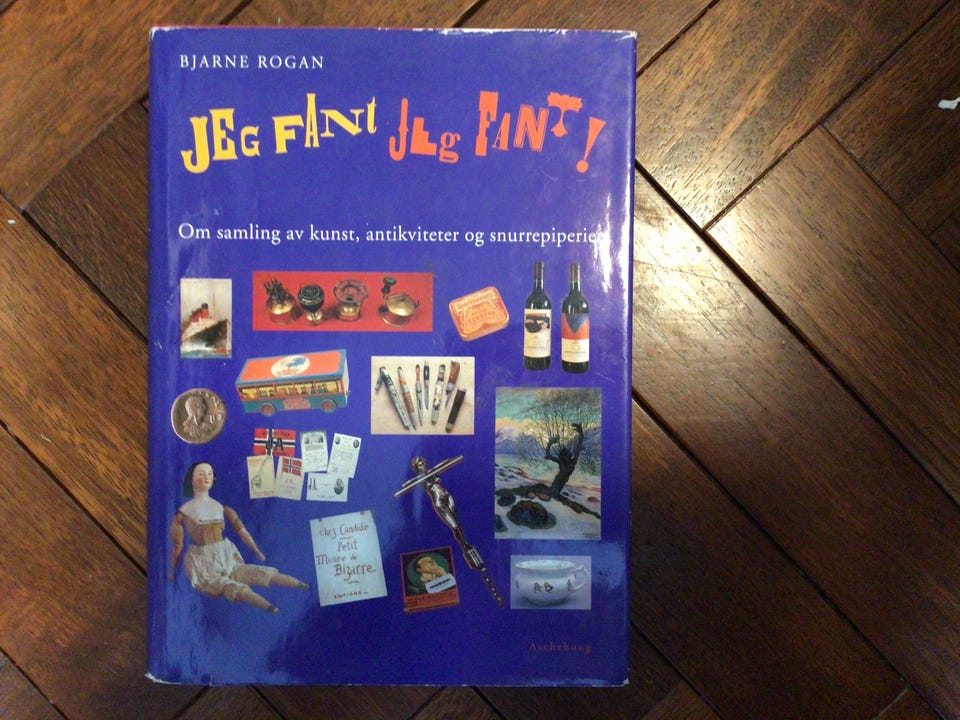 BJARNE ROGAN
JEG FANT JEG FANT!
Om samling av kunst, antikviteter og snurrepiperier
chez Candide
Petit
Musée de
Bizarre
EDITIONS
Aschehoug